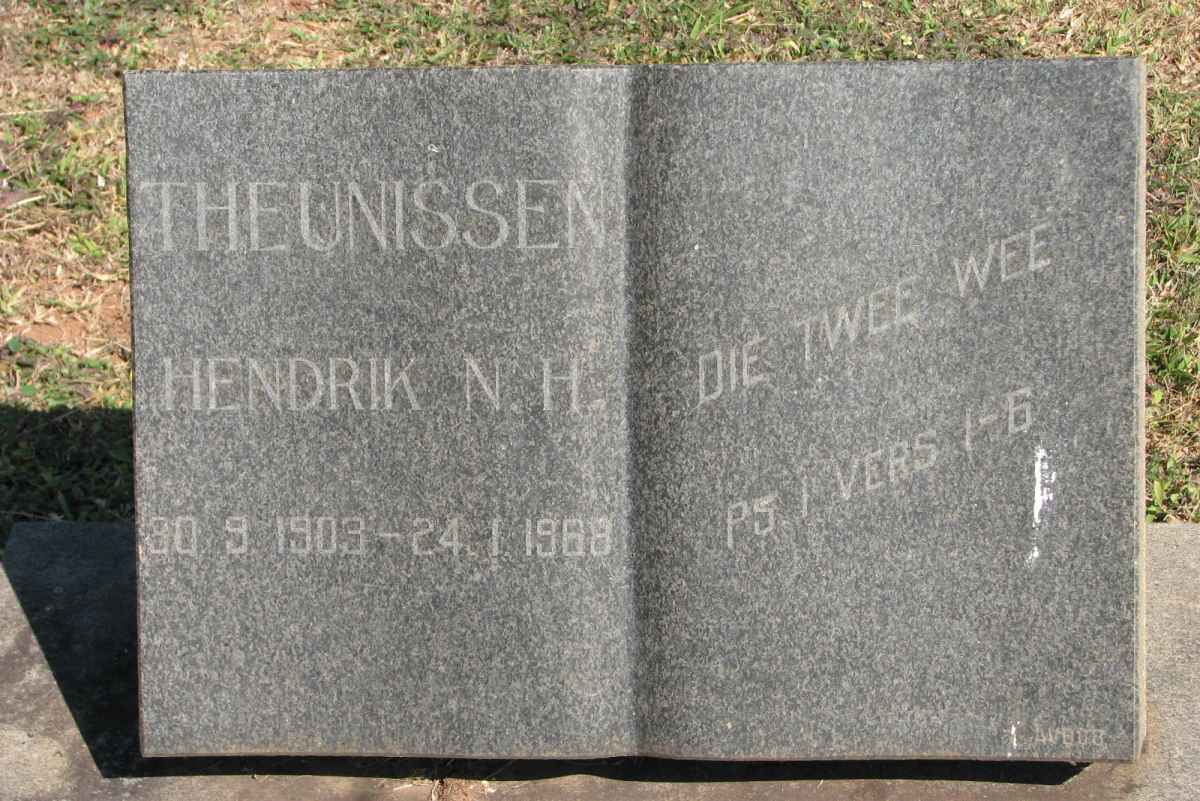 THEUNISSEN
HENDRIK N. H.
30 9 1903 – 24. 1. 1968
DIE TWEE WEE
PS 1 VERS 1-6